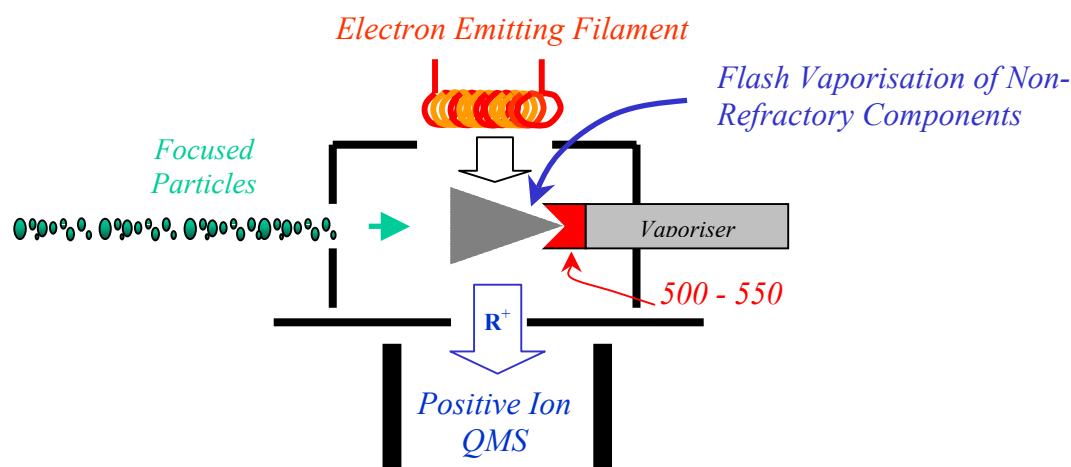 Electron Emitting Filament
Flash Vaporisation of Non-
Refractory Components
Focused
Particles
Vaporiser
500 - 550
R+
Positive Ion
QMS